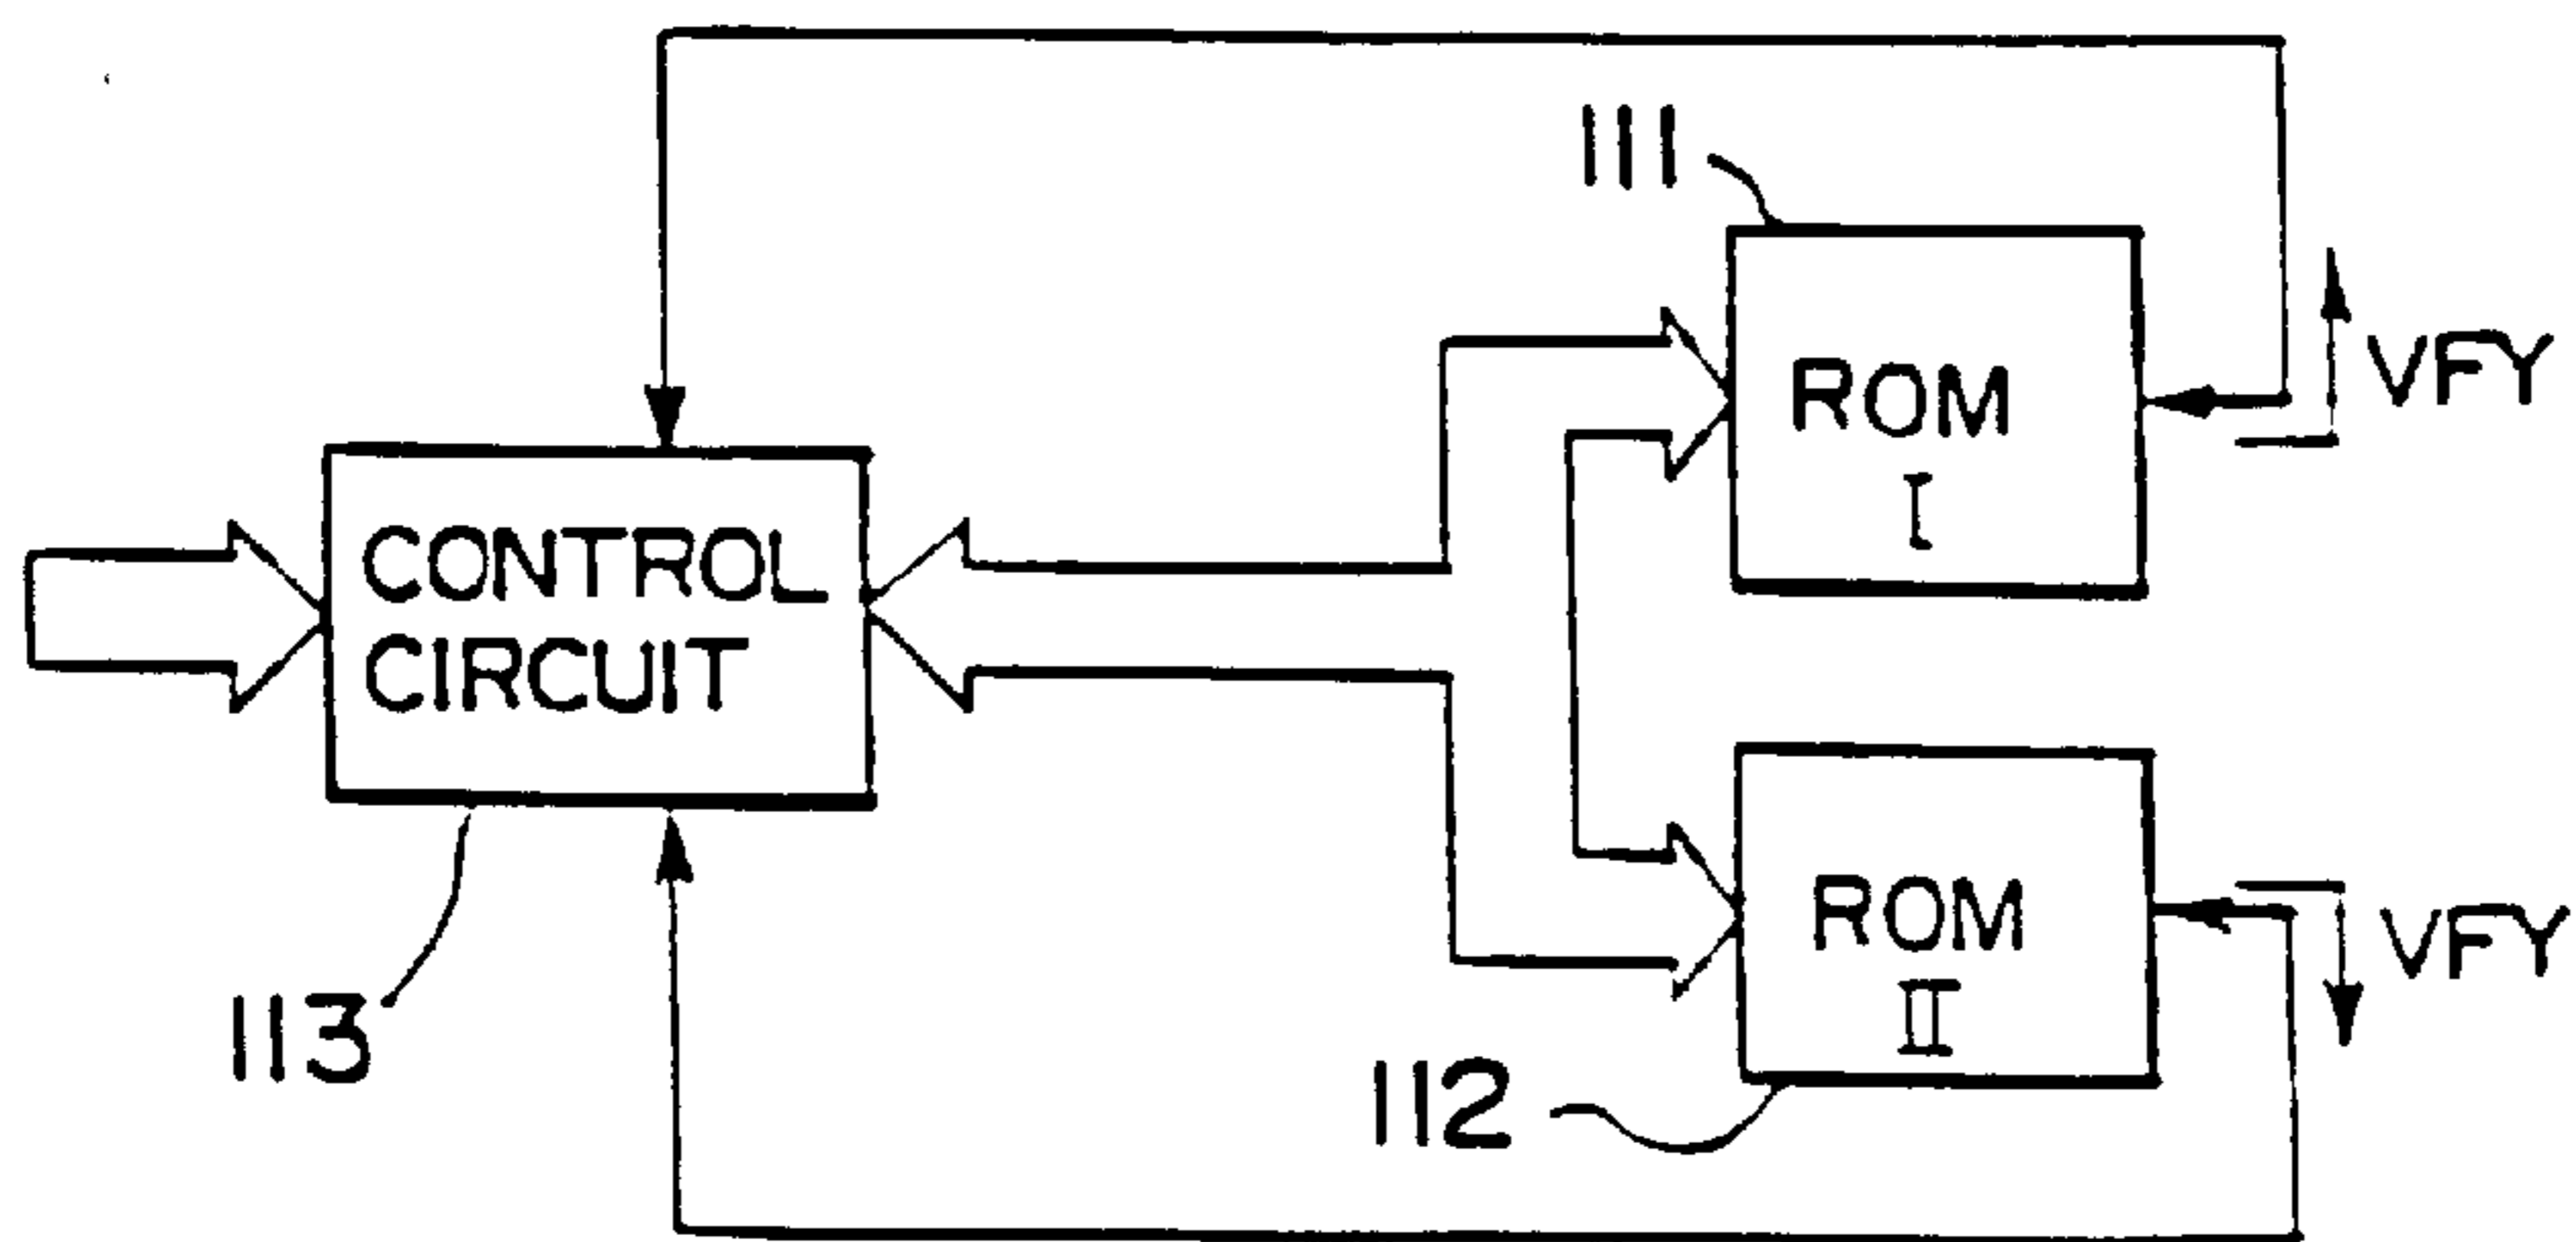 111
ROM
I
VFY
CONTROL
CIRCUIT
ROM
II
VFY
113
112